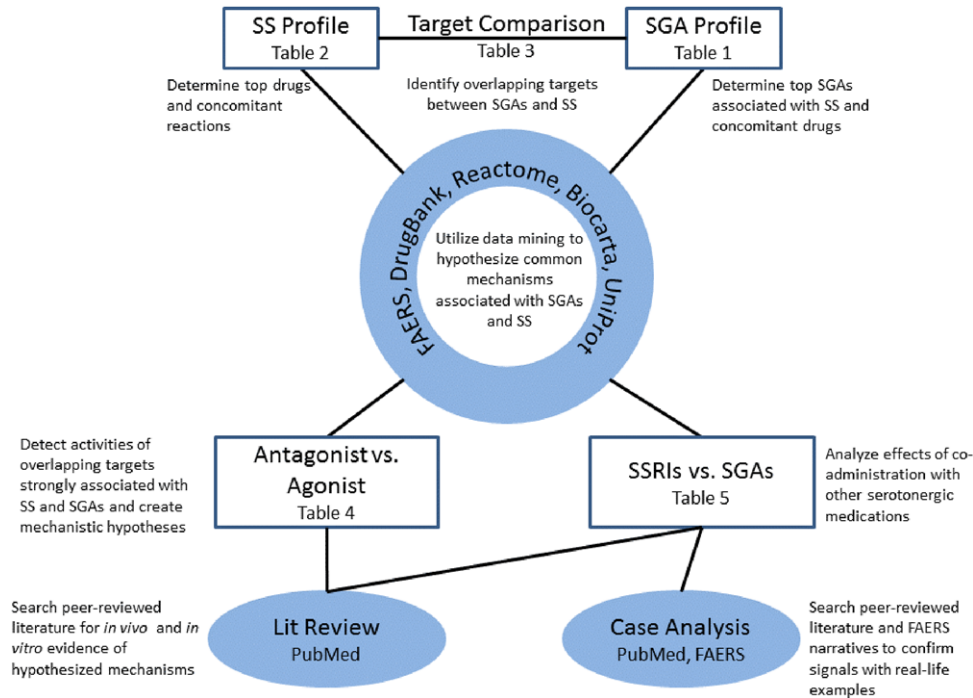 SS Profile
Table 2
Target Comparison
Table 3
SGA Profile
Table 1
Determine top drugs
and concomitant
reactions
Identify overlapping targets
between SGAs and SS
Determine top SGAs
associated with SS and
concomitant drugs
FAERS, DrugBank, Reactome, Biocarta, UniProt
Utilize data mining to
hypothesize common
mechanisms
associated with SGAs
and SS
Detect activities of
overlapping targets
strongly associated with
SS and SGAs and create
mechanistic hypotheses
Antagonist vs.
Agonist
Table 4
SSRIs vs. SGAs
Table 5
Analyze effects of co-
administration with
other serotonergic
medications
Search peer-reviewed
literature for in vivo and in
vitro evidence of
hypothesized mechanisms
Lit Review
PubMed
Case Analysis
PubMed, FAERS
Search peer-reviewed
literature and FAERS
narratives to confirm
signals with real-life
examples